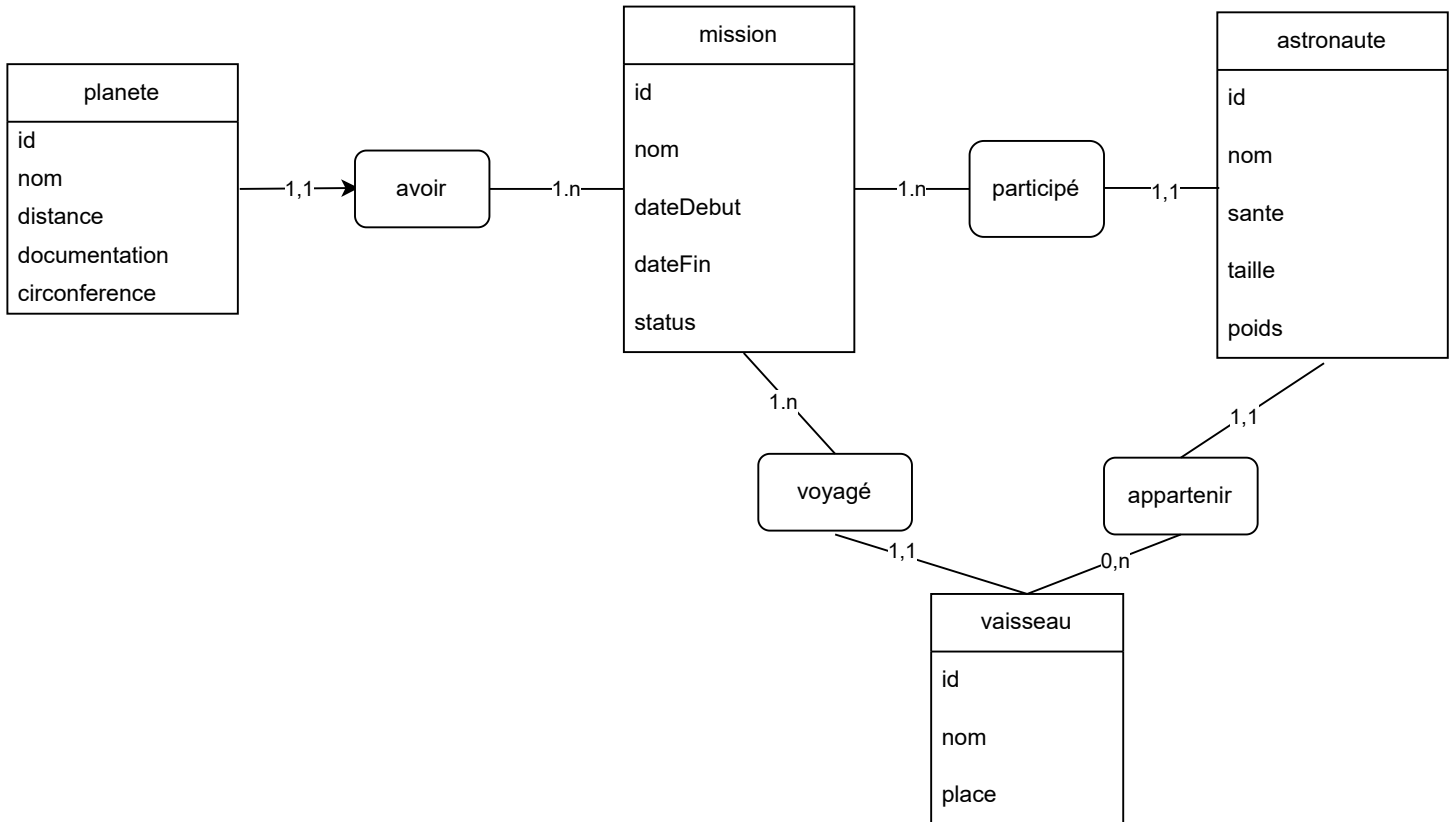 planete
id
nom
distance
documentation
circonference
1,1
avoir
1.n
mission
id
nom
dateDebut
dateFin
status
1.n
participé
1,1
astronaute
id
nom
sante
taille
poids
1.n
voyagé
1,1
1,1
appartenir
0,n
vaisseau
id
nom
place